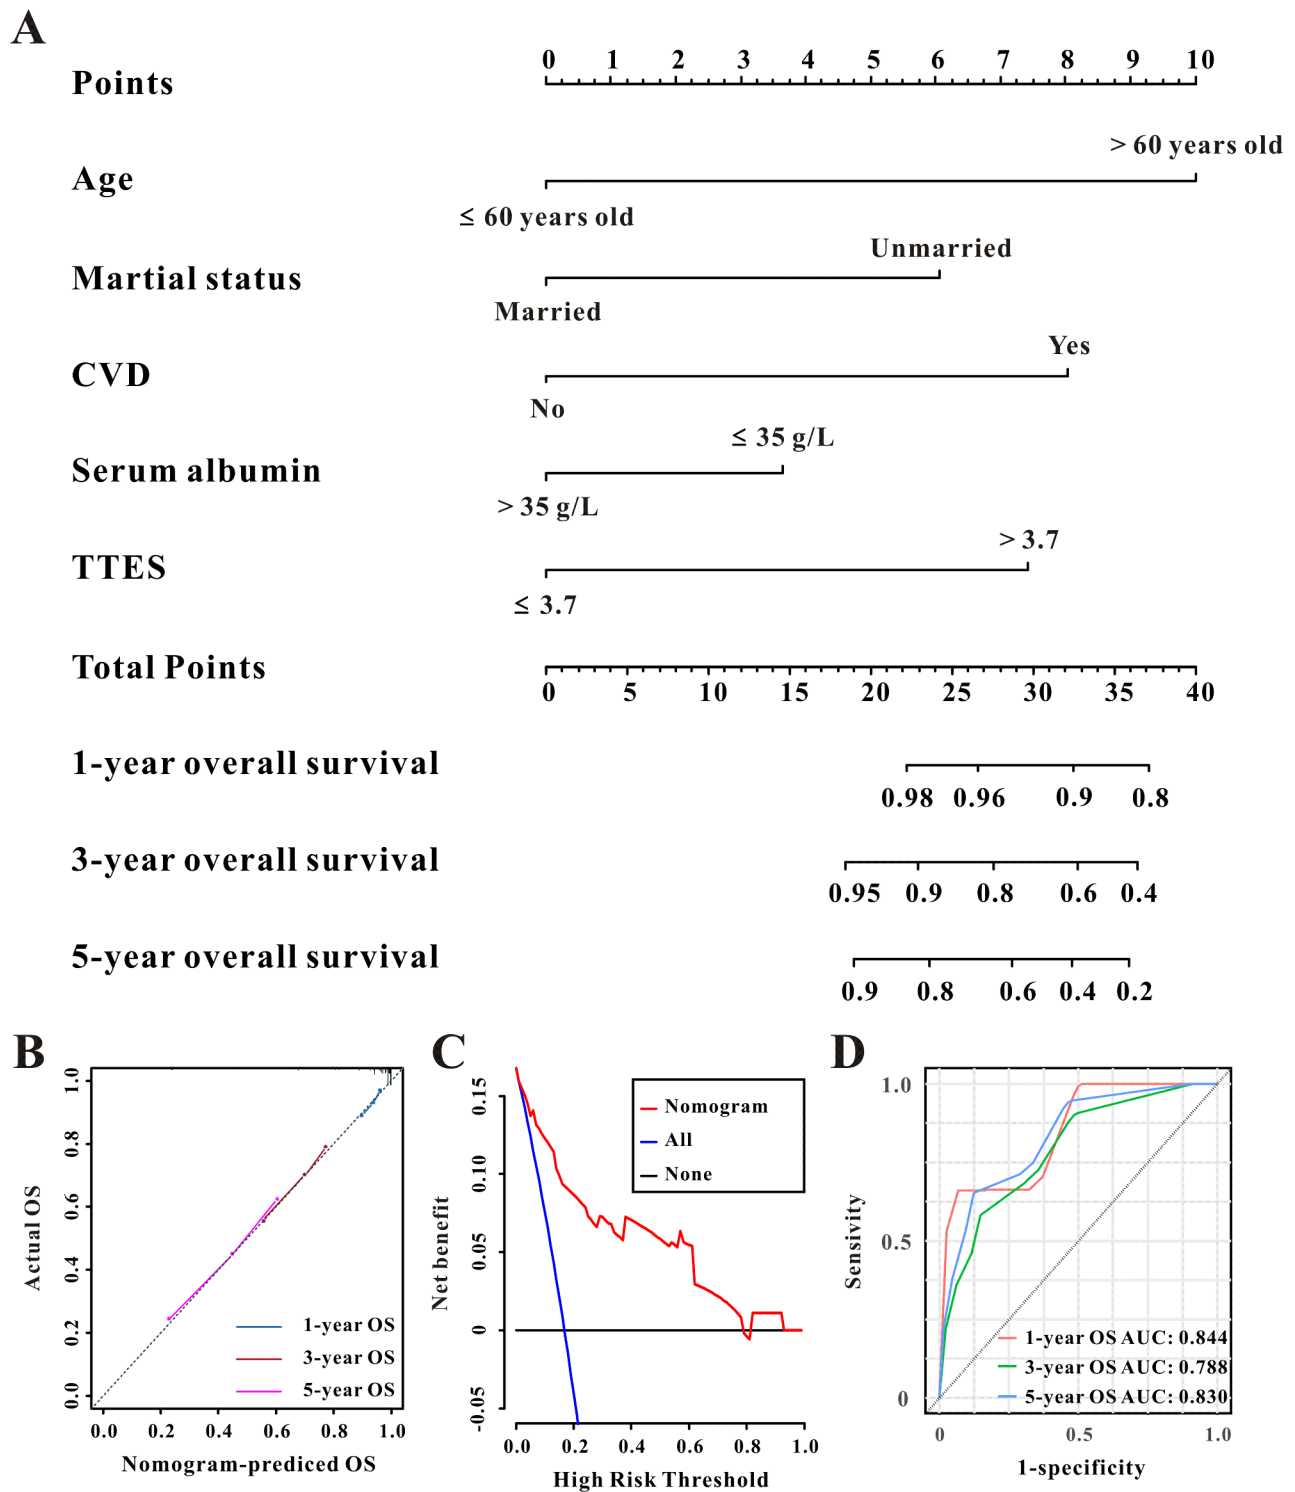 A
Points
0 1 2 3 4 5 6 7 8 9 10
> 60 years old
Age
≤ 60 years old
Unmarried
Martial status
Married
Yes
CVD
No
≤ 35 g/L
Serum albumin
> 35 g/L
> 3.7
TTES
≤ 3.7
Total Points
0 5 10 15 20 25 30 35 40
1-year overall survival
0.98 0.96 0.9 0.8
3-year overall survival
0.95 0.9 0.8 0.6 0.4
5-year overall survival
0.9 0.8 0.6 0.4 0.2
B
Actual OS
1.0
0.8
0.6
0.4
0.2
0.0
1-year OS
3-year OS
5-year OS
0.0 0.2 0.4 0.6 0.8 1.0
Nomogram-prediced OS
C
Net benefit
0.15
0.10
0.05
0
-0.05
Nomogram
All
None
0.0 0.2 0.4 0.6 0.8 1.0
High Risk Threshold
D
Sensivity
1.0
0.5
0
1-year OS AUC: 0.844
3-year OS AUC: 0.788
5-year OS AUC: 0.830
0 0.5 1.0
1-specificity